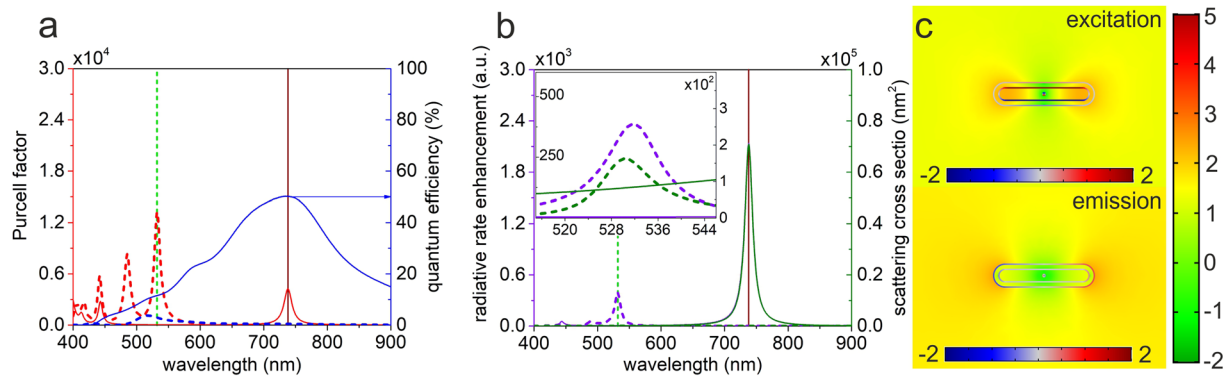 a
x10⁴
3.0
2.4
1.8
1.2
0.6
0.0
Purcell factor
100
80
60
40
20
0
quantum efficiency (%)
400 500 600 700 800 900
wavelength (nm)
b
x10³
3.0
2.4
1.8
1.2
0.6
0.0
radiative rate enhancement (a.u.)
x10⁵
1.0
0.8
0.6
0.4
0.2
0.0
scattering cross sectio (nm²)
500
250
x10²
3
2
1
0
520 528 536 544
400 500 600 700 800 900
wavelength (nm)
c
excitation
-2 2
emission
-2 2
5
4
3
2
1
0
-1
-2